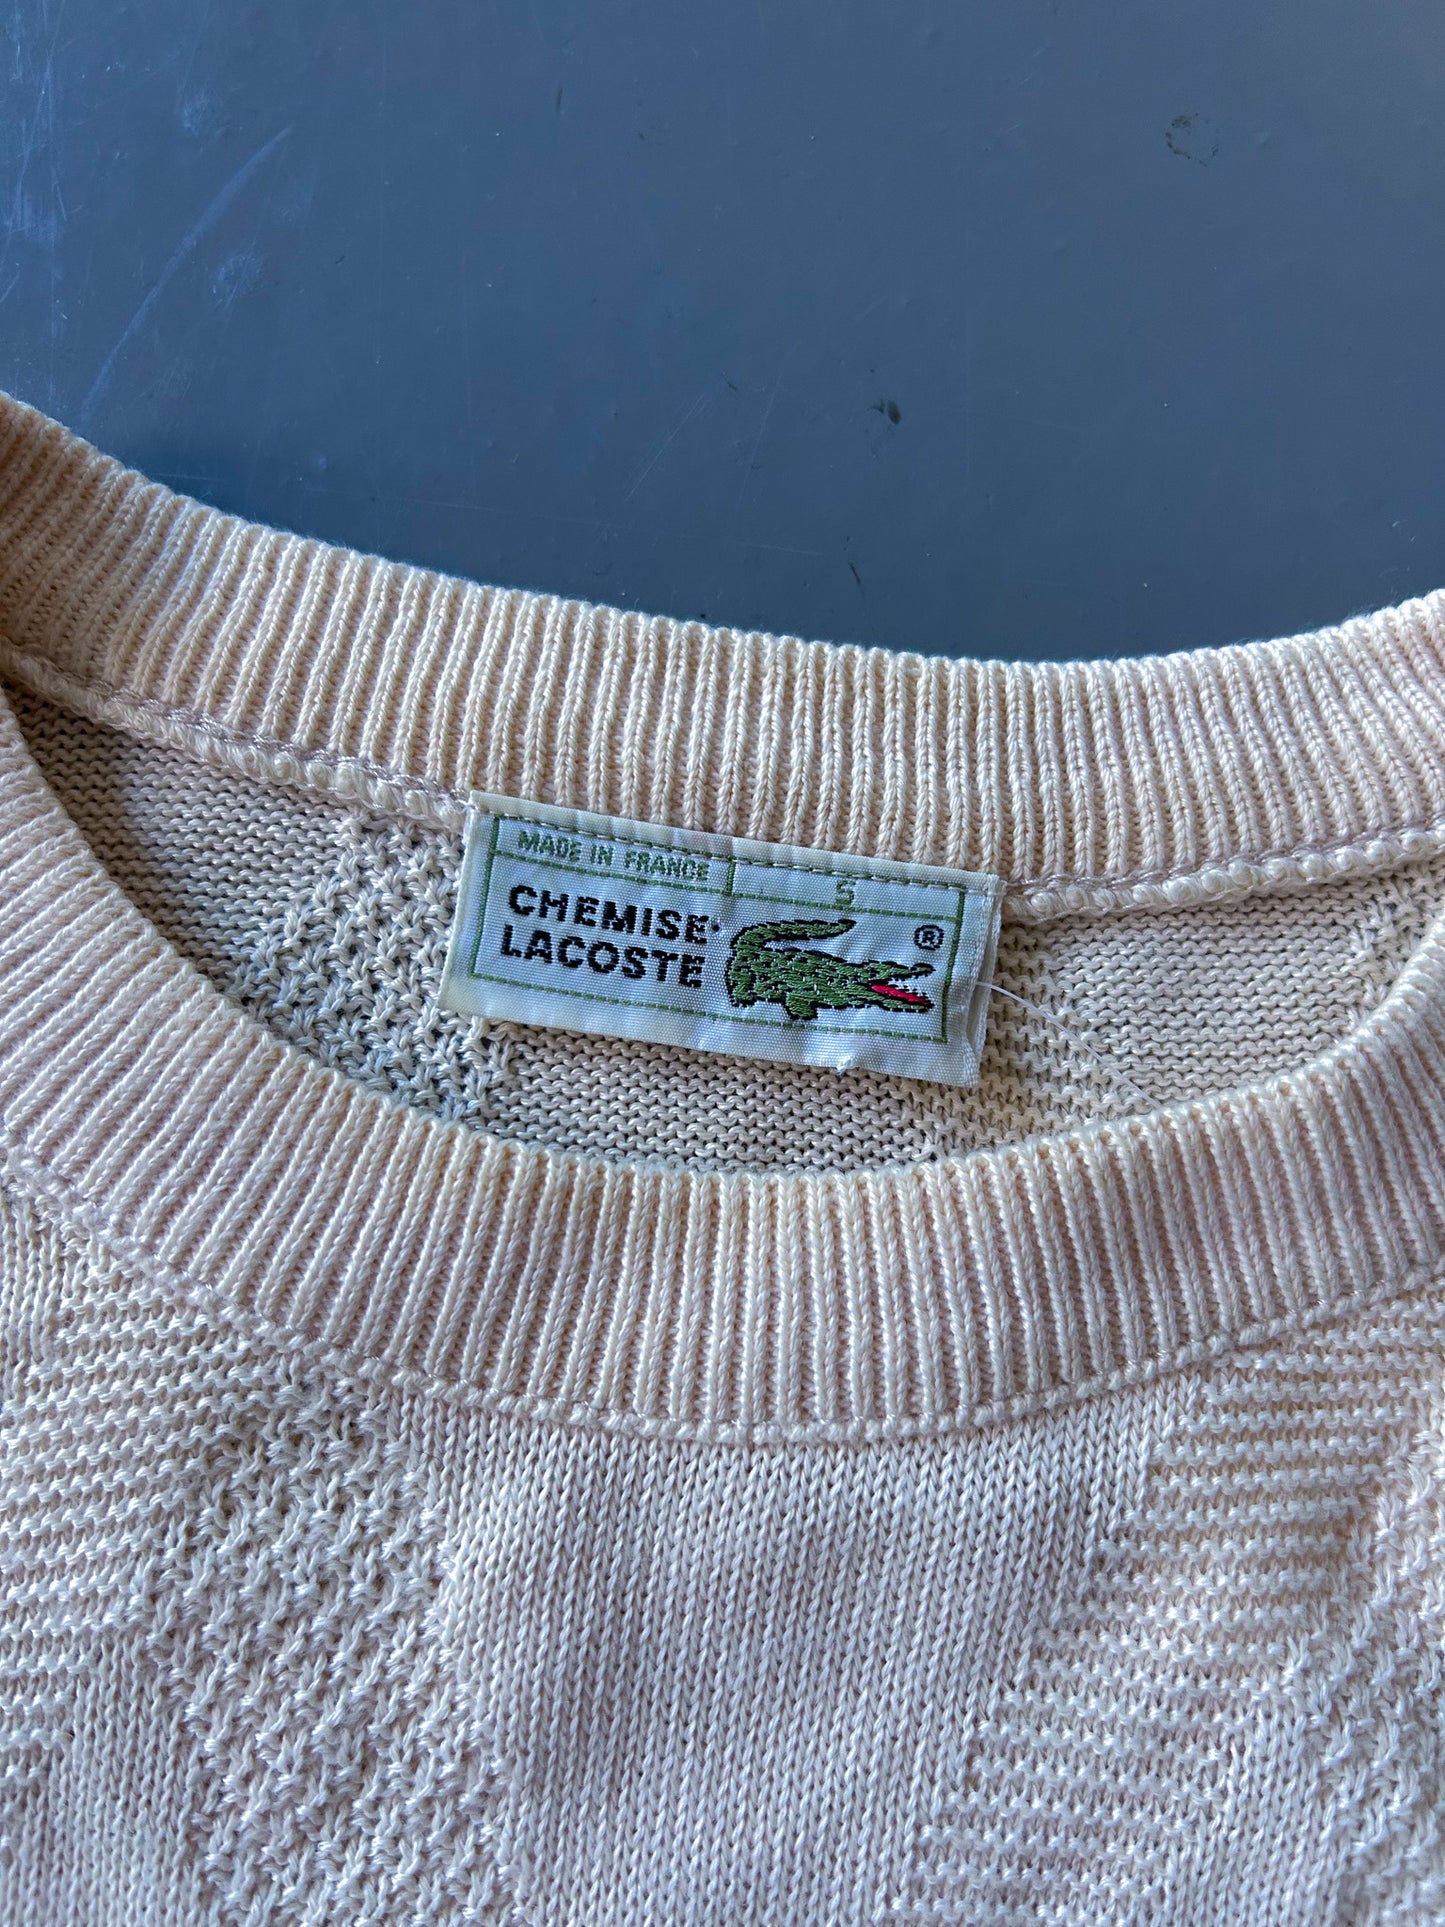 MADE IN FRANCE S
CHEMISE
LACOSTE
®